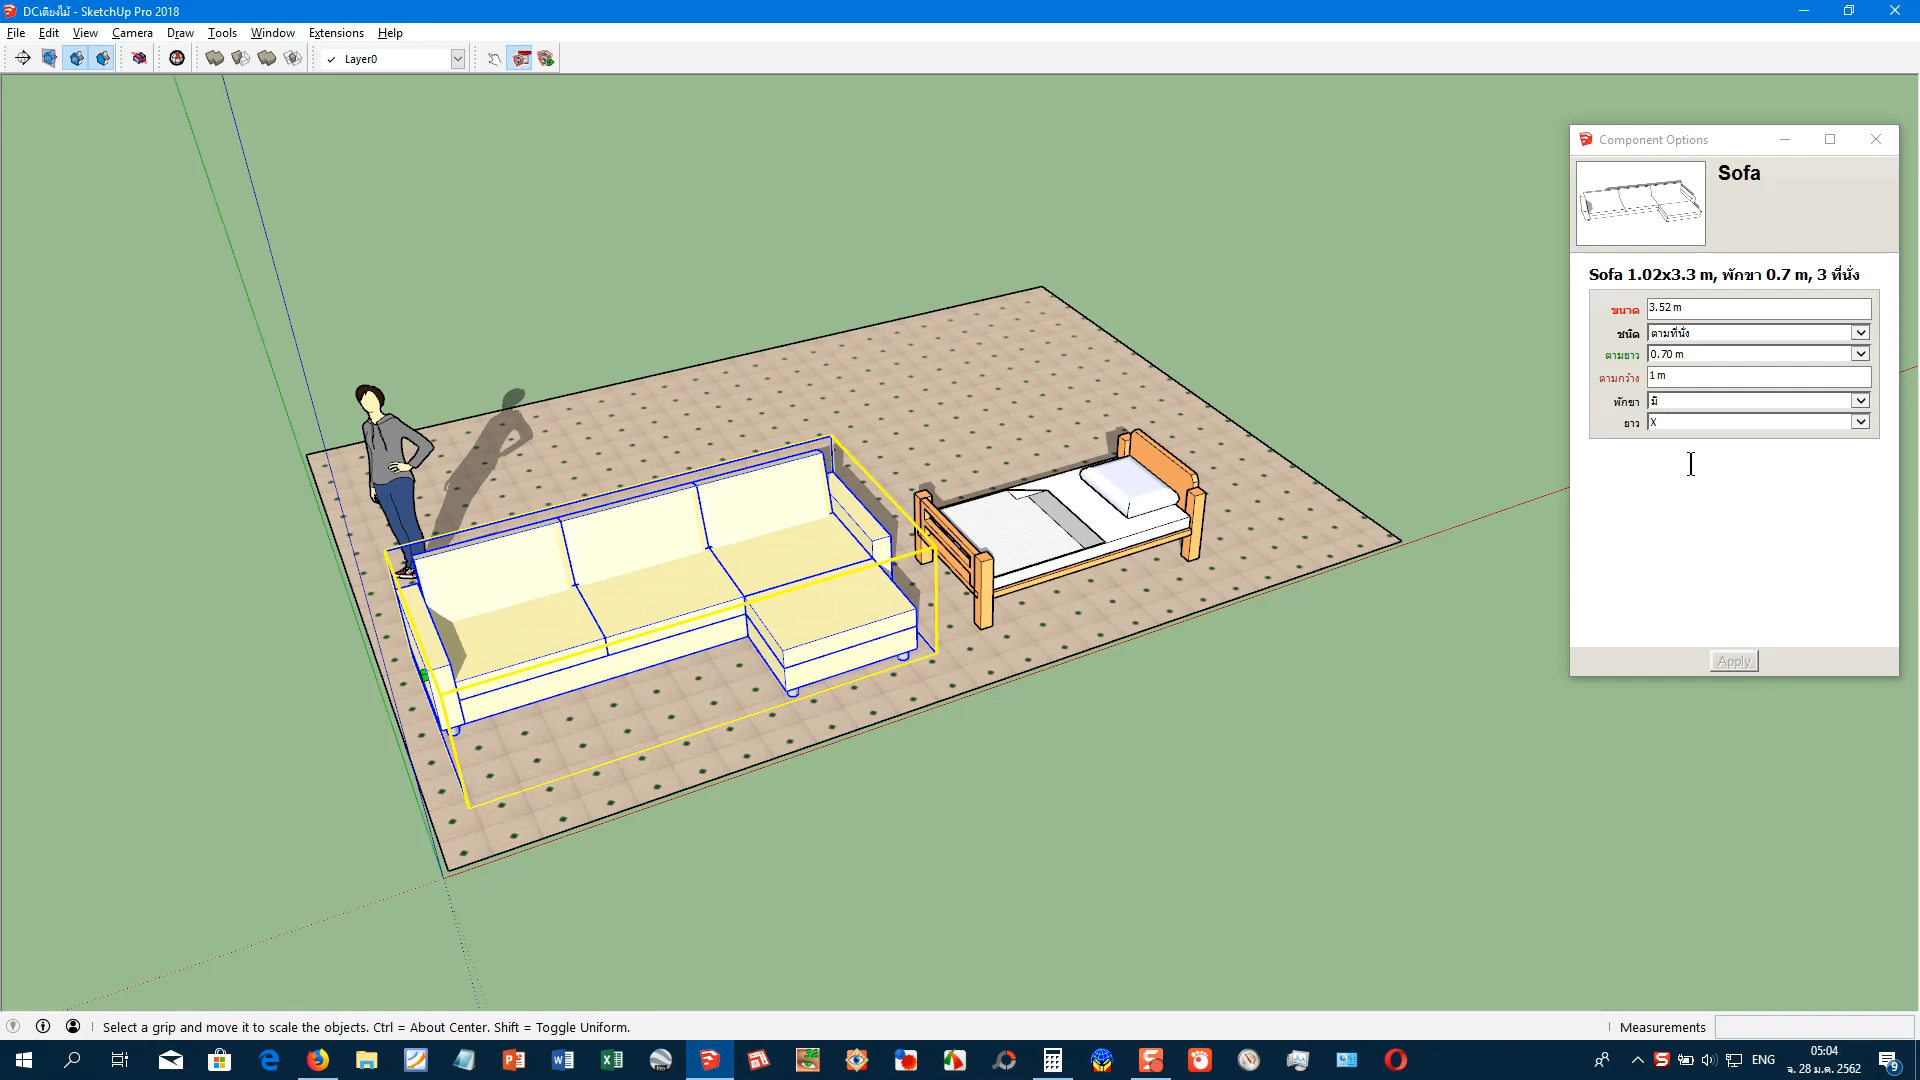 DCเตียงไม้ - SketchUp Pro 2018
File Edit View Camera Draw Tools Window Extensions Help
Layer0
Component Options
Sofa
Sofa 1.02x3.3 m, พักขา 0.7 m, 3 ที่นั่ง
ขนาด 3.52 m
ชนิด ตามที่นั่ง
ตามยาว 0.70 m
ตามกว้าง 1 m
พักขา มี
ยาว X
Apply
Select a grip and move it to scale the objects. Ctrl = About Center. Shift = Toggle Uniform.
Measurements
ENG
05:04
จ. 28 ม.ค. 2562
9